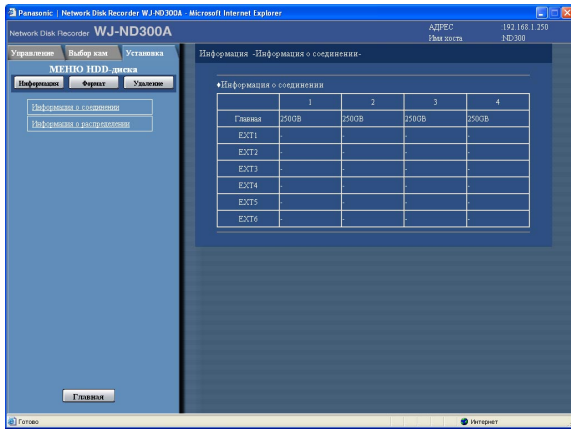 Panasonic | Network Disk Recorder WJ-ND300A - Microsoft Internet Explorer
Network Disk Recorder WJ-ND300A
АДРЕС :192.168.1.250
Имя хоста :ND300
Управление Выбор кам Установка
МЕНЮ HDD-диска
Информация Формат Удаление
Информация о соединении
Информация о распределении
Информация -Информация о соединении-
♦Информация о соединении
1 2 3 4
Главная 250GB 250GB 250GB 250GB
EXT1 - - - -
EXT2 - - - -
EXT3 - - - -
EXT4 - - - -
EXT5 - - - -
EXT6 - - - -
Главная
Готово Интернет